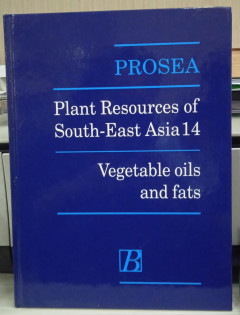 PROSEA
Plant Resources of
South-East Asia 14
Vegetable oils
and fats
B